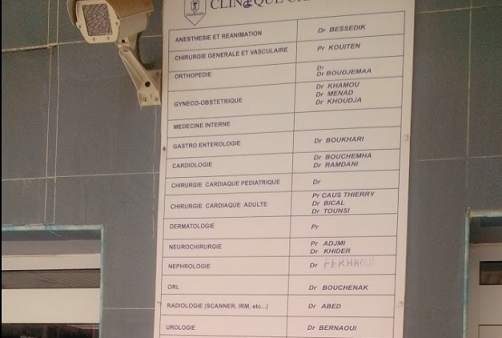 CLINIQUE
ANESTHESIE ET REANIMATION Dr BESSEDIK
CHIRURGIE GENERALE ET VASCULAIRE Pr KOUITEN
ORTHOPEDIE Dr
Dr BOUDJEMAA
GYNECO-OBSTETRIQUE Dr KHAMOU
Dr MENAD
Dr KHOUDJA
MEDECINE INTERNE
GASTRO ENTEROLOGIE Dr BOUKHARI
CARDIOLOGIE Dr BOUCHEMHA
Dr RAMDANI
CHIRURGIE CARDIAQUE PEDIATRIQUE Dr
CHIRURGIE CARDIAQUE ADULTE Pr CAUS THIERRY
Dr BICAL
Dr TOUNSI
DERMATOLOGIE Pr
NEUROCHIRURGIE Pr ADJMI
Dr KHIDER
NEPHROLOGIE Dr
ORL Dr BOUCHENAK
RADIOLOGIE (SCANNER, IRM, etc...) Dr ABED
UROLOGIE Dr BERNAOUI